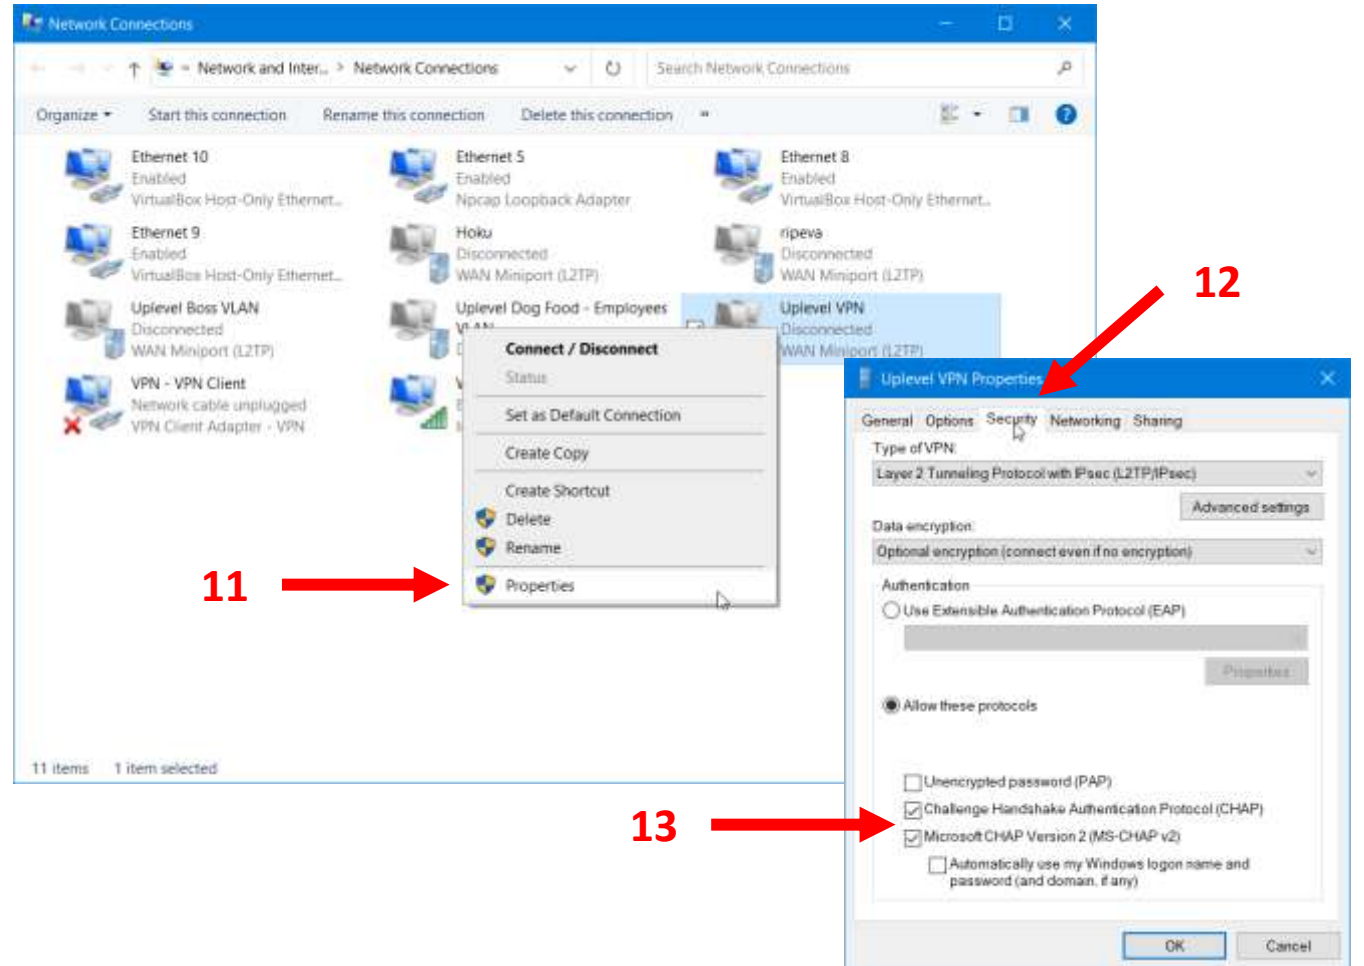 Network Connections
Network and Inter... > Network Connections
Search Network Connections
Organize
Start this connection
Rename this connection
Delete this connection
»
Ethernet 10
Enabled
VirtualBox Host-Only Ethernet...
Ethernet 5
Enabled
Npcap Loopback Adapter
Ethernet 8
Enabled
VirtualBox Host-Only Ethernet...
Ethernet 9
Enabled
VirtualBox Host-Only Ethernet...
Hoku
Disconnected
WAN Miniport (L2TP)
ripeva
Disconnected
WAN Miniport (L2TP)
Uplevel Boss VLAN
Disconnected
WAN Miniport (L2TP)
Uplevel Dog Food - Employees
VLAN
Uplevel VPN
Disconnected
WAN Miniport (L2TP)
VPN - VPN Client
Network cable unplugged
VPN Client Adapter - VPN
Connect / Disconnect
Status
Set as Default Connection
Create Copy
Create Shortcut
Delete
Rename
Properties
11
12
13
11 items
1 item selected
Uplevel VPN Properties
General
Options
Security
Networking
Sharing
Type of VPN:
Layer 2 Tunneling Protocol with IPsec (L2TP/IPsec)
Advanced settings
Data encryption:
Optional encryption (connect even if no encryption)
Authentication
Use Extensible Authentication Protocol (EAP)
Properties
Allow these protocols
Unencrypted password (PAP)
Challenge Handshake Authentication Protocol (CHAP)
Microsoft CHAP Version 2 (MS-CHAP v2)
Automatically use my Windows logon name and
password (and domain, if any)
OK
Cancel